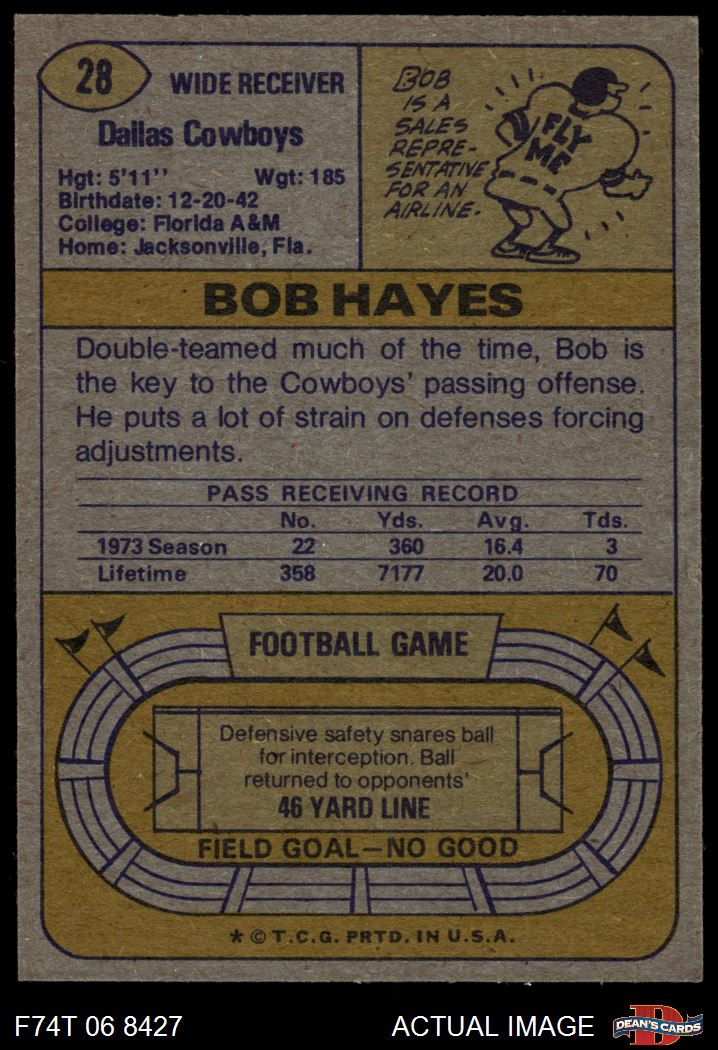 28
WIDE RECEIVER
Dallas Cowboys
Hgt: 5'11'' Wgt: 185
Birthdate: 12-20-42
College: Florida A&M
Home: Jacksonville, Fla.
BOB
IS A
SALES
REPRE-
SENTATIVE
FOR AN
AIRLINE.
FLY
ME
BOB HAYES
Double-teamed much of the time, Bob is
the key to the Cowboys' passing offense.
He puts a lot of strain on defenses forcing
adjustments.
PASS RECEIVING RECORD
No. Yds. Avg. Tds.
1973 Season 22 360 16.4 3
Lifetime 358 7177 20.0 70
FOOTBALL GAME
Defensive safety snares ball
for interception. Ball
returned to opponents'
46 YARD LINE
FIELD GOAL—NO GOOD
* © T.C.G. PRTD. IN U.S.A.
F74T 06 8427 ACTUAL IMAGE D DEAN'S CARDS